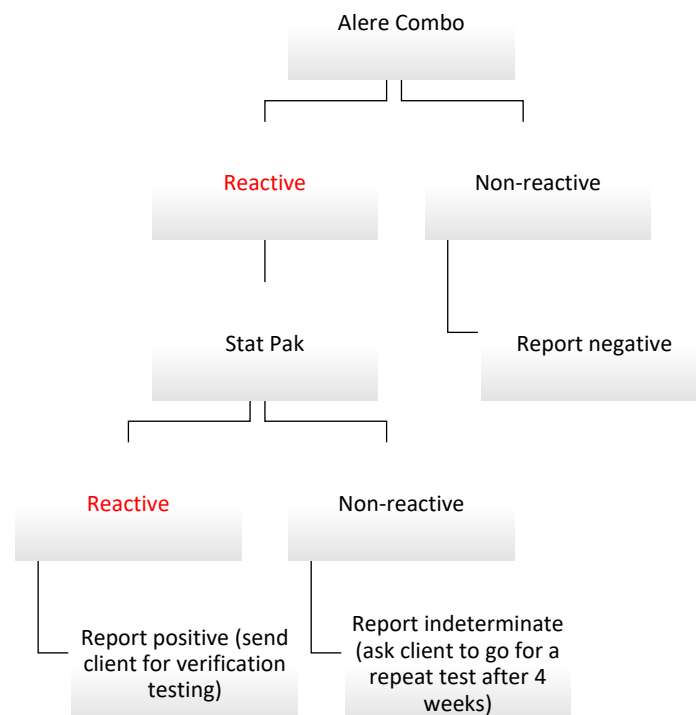 Alere Combo
Reactive
Non-reactive
Stat Pak
Report negative
Reactive
Non-reactive
Report positive (send
client for verification
testing)
Report indeterminate
(ask client to go for a
repeat test after 4
weeks)